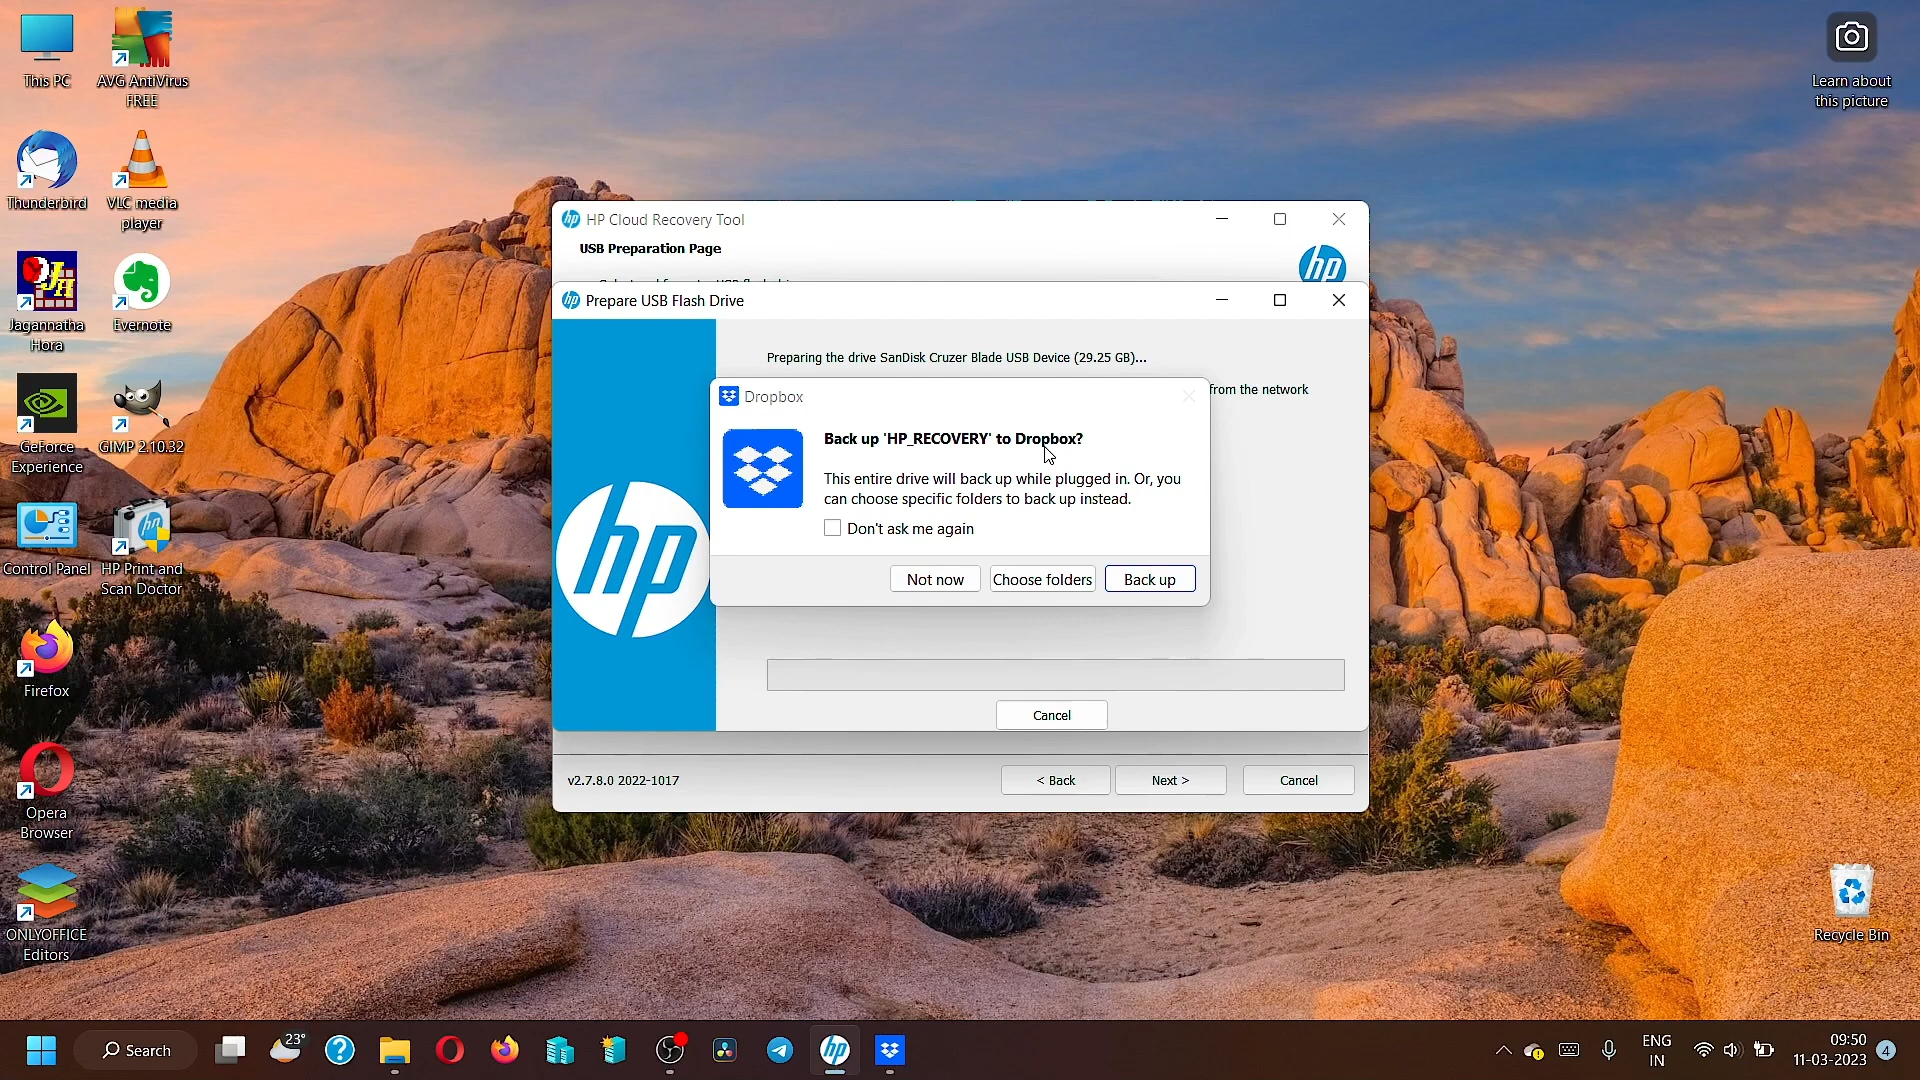 This PC
AVG AntiVirus
FREE
Thunderbird
VLC media
player
Jagannatha
Hora
Evernote
GeForce
Experience
GIMP 2.10.32
Control Panel
HP Print and
Scan Doctor
Firefox
Opera
Browser
ONLYOFFICE
Editors
Learn about
this picture
Recycle Bin
HP Cloud Recovery Tool
USB Preparation Page
hp
Prepare USB Flash Drive
Preparing the drive SanDisk Cruzer Blade USB Device (29.25 GB)...
from the network
hp
Dropbox
Back up 'HP_RECOVERY' to Dropbox?
This entire drive will back up while plugged in. Or, you
can choose specific folders to back up instead.
Don't ask me again
Not now
Choose folders
Back up
Cancel
v2.7.8.0 2022-1017
< Back
Next >
Cancel
Search
23°
ENG
IN
09:50
11-03-2023
4